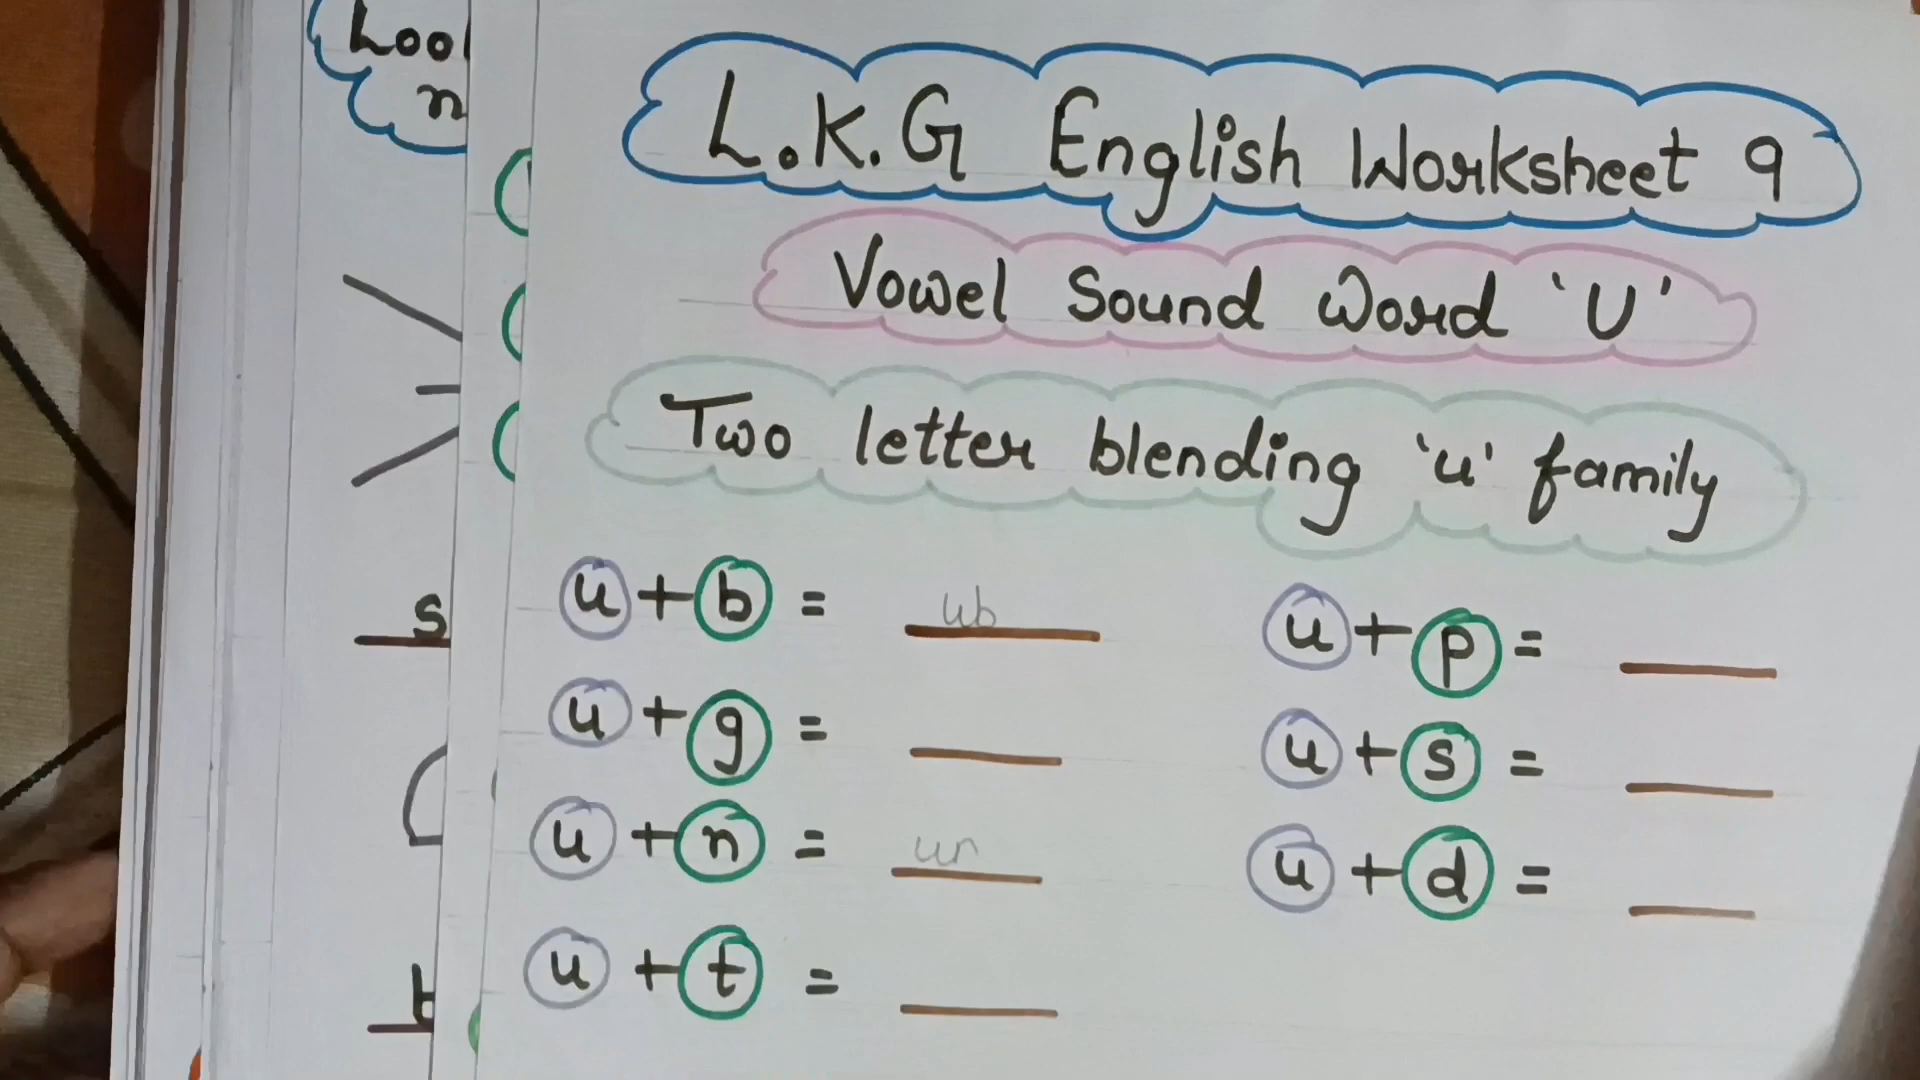 L.K.G English Worksheet 9
Vowel Sound Word 'U'
Two letter blending 'u' family
u + b = ub
u + p =
u + g =
u + s =
u + n = un
u + d =
u + t =
s
t